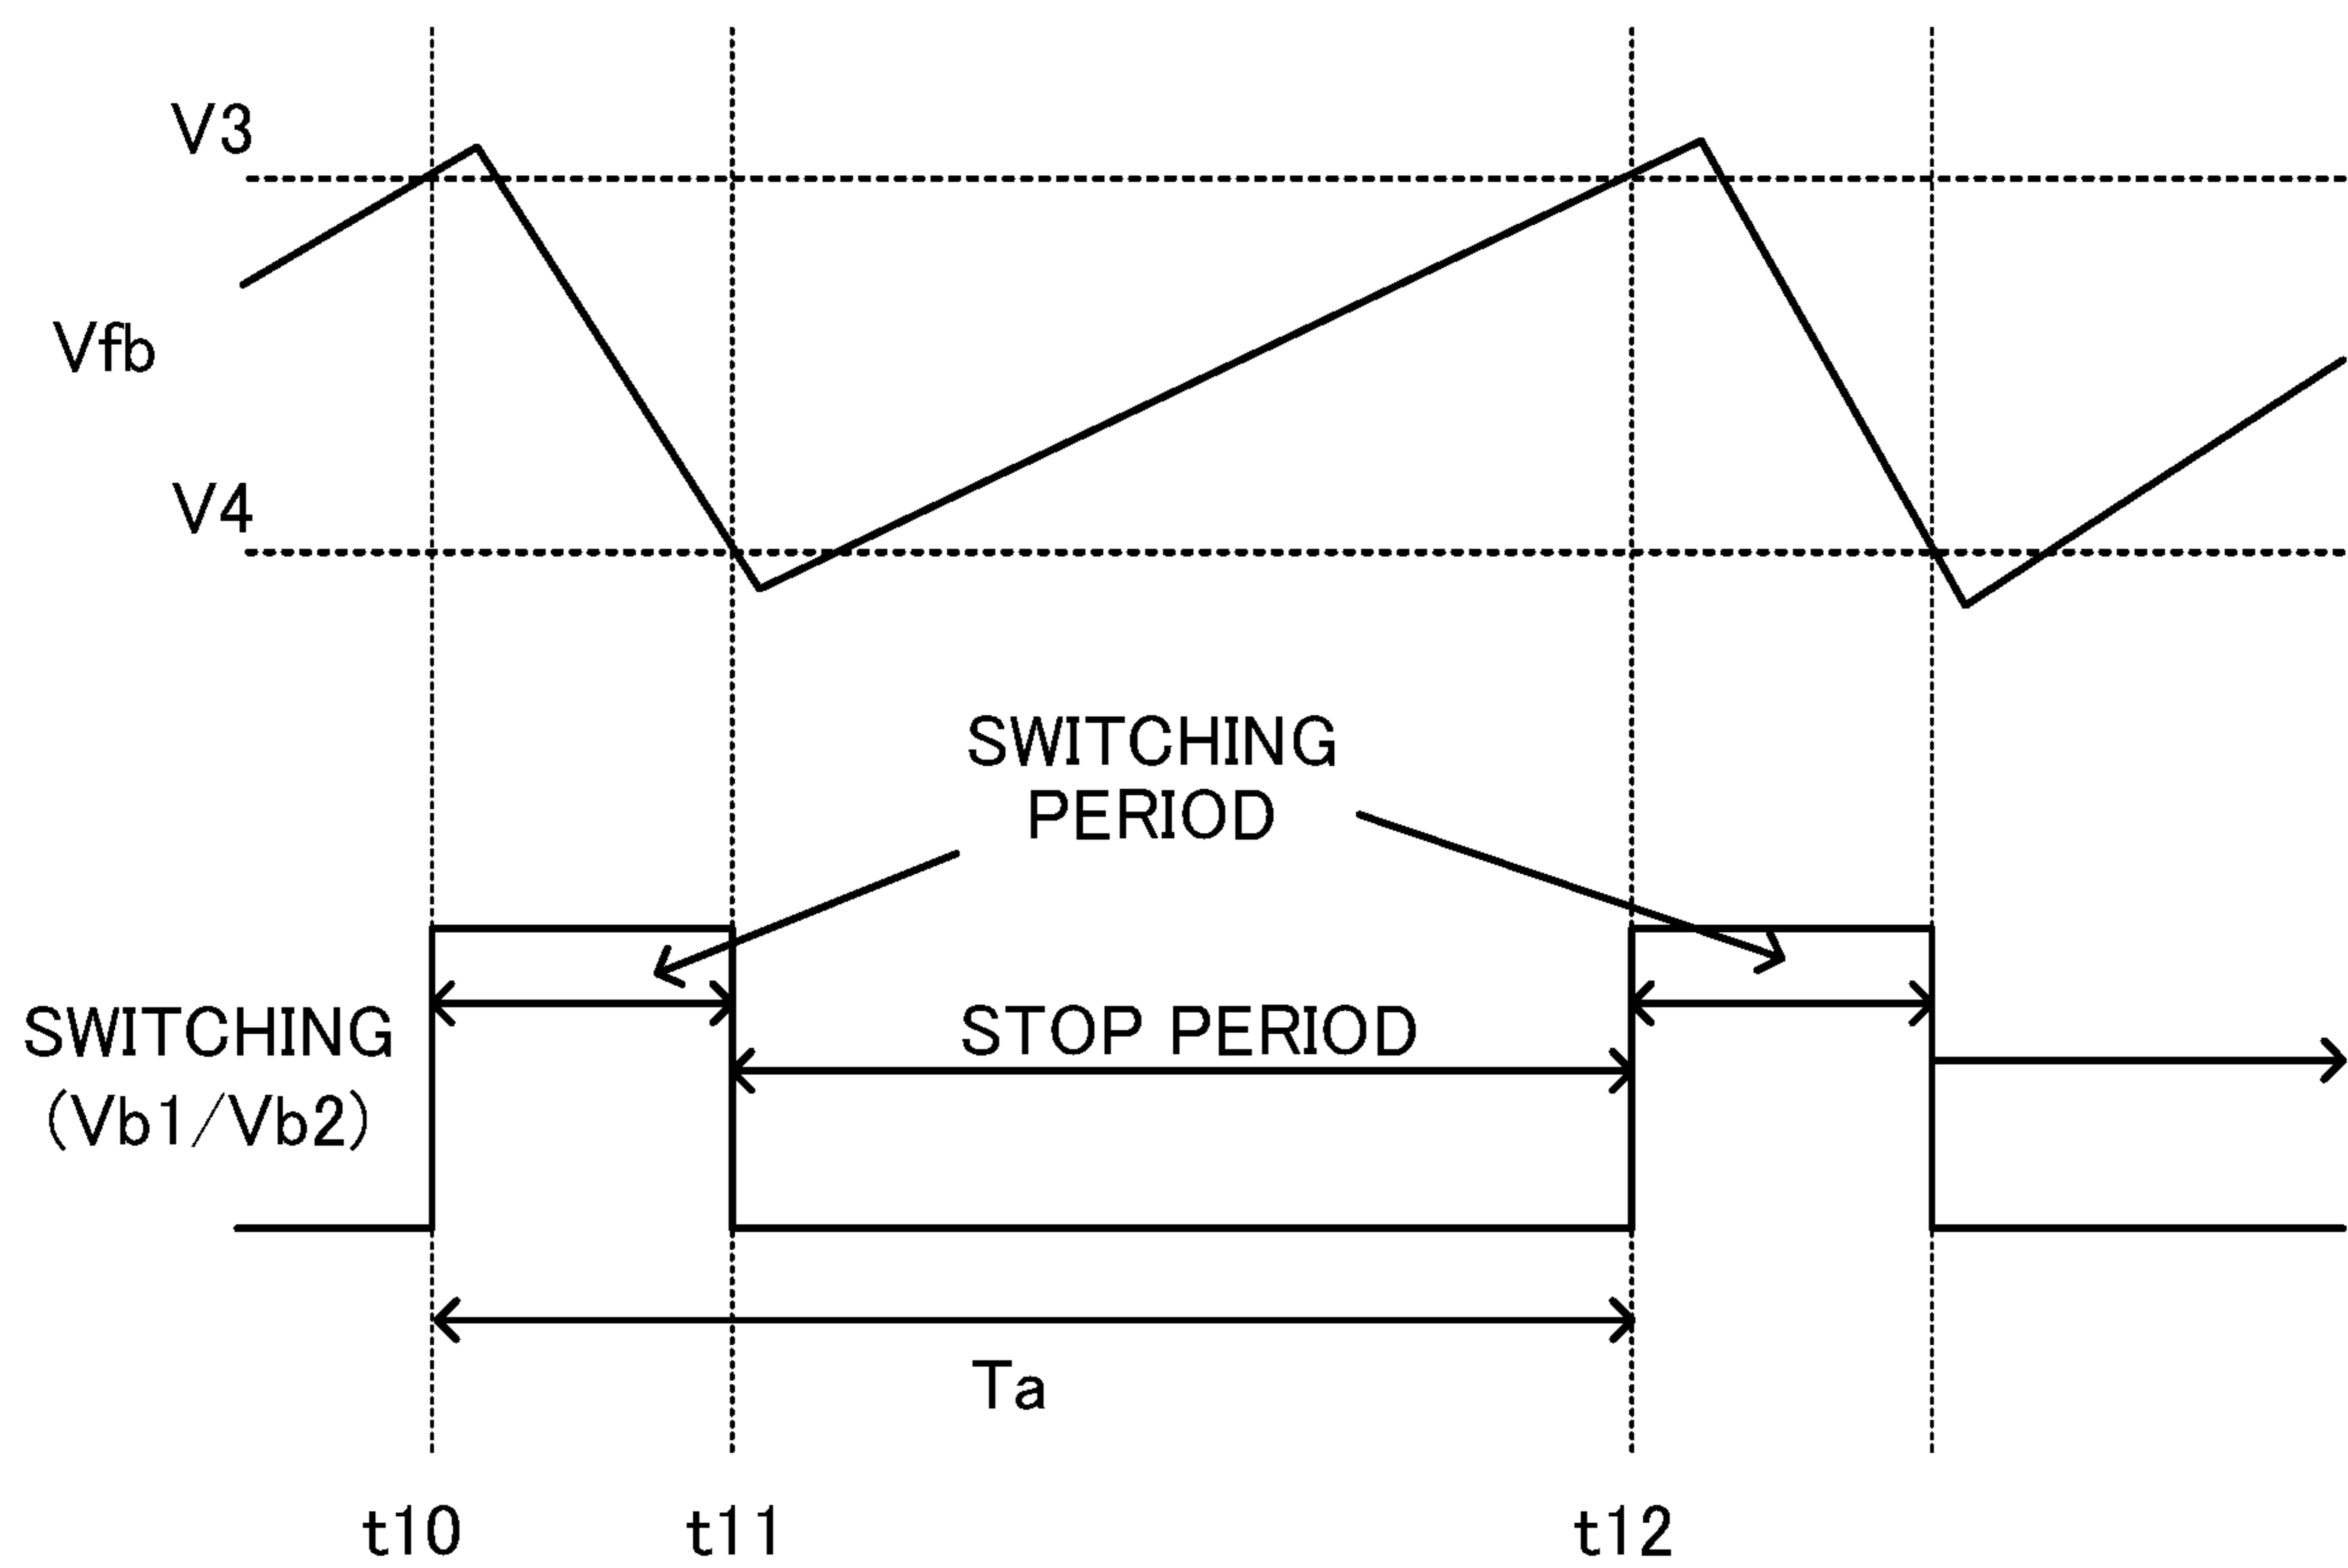 V3
Vfb
V4
SWITCHING
PERIOD
SWITCHING
(Vb1/Vb2)
STOP PERIOD
Ta
t10
t11
t12